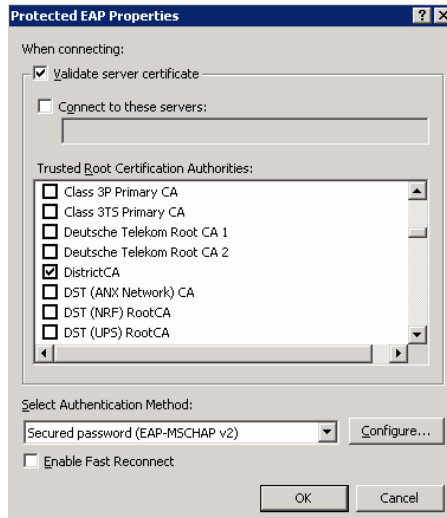 Protected EAP Properties
When connecting:
Validate server certificate
Connect to these servers:
Trusted Root Certification Authorities:
Class 3P Primary CA
Class 3TS Primary CA
Deutsche Telekom Root CA 1
Deutsche Telekom Root CA 2
DistrictCA
DST (ANX Network) CA
DST (NRF) RootCA
DST (UPS) RootCA
Select Authentication Method:
Secured password (EAP-MSCHAP v2)
Configure...
Enable Fast Reconnect
OK
Cancel